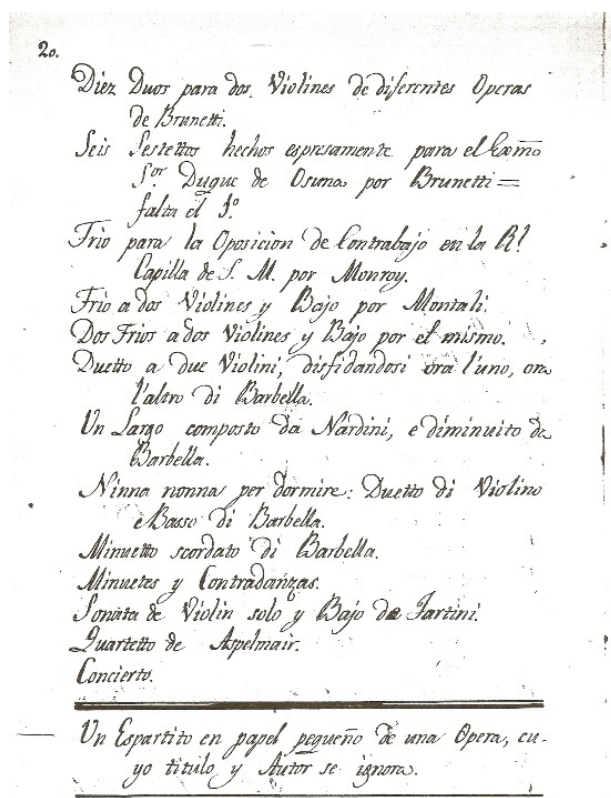 20.
Diez Duos para dos Violines de diferentes Operas
de Brunetti.
Seis Sestettos hechos espresamente para el Exm̃o
S.or Duque de Osuna por Brunetti =
falta el 1.º
Trio para la Oposicion de Contrabajo en la R.l
Capilla de S. M. por Monroy.
Trio a dos Violines y Bajo por Montali.
Dos Trios a dos Violines y Bajo por el mismo.
Duetto a due Violini, disfidandosi ora l'uno, ora
l'altro di Barbella.
Un Largo composto da Nardini, e diminuito da
Barbella.
Ninna nonna per dormire: Duetto di Violino
e Basso di Barbella.
Minuetto scordato di Barbella.
Minuetes y Contradanzas.
Sonata de Violin solo y Bajo de Tartini.
Quartetto de Aspelmair.
Concierto.
Un Espartito en papel pequeño de una Opera, cu-
yo titulo y Autor se ignora.